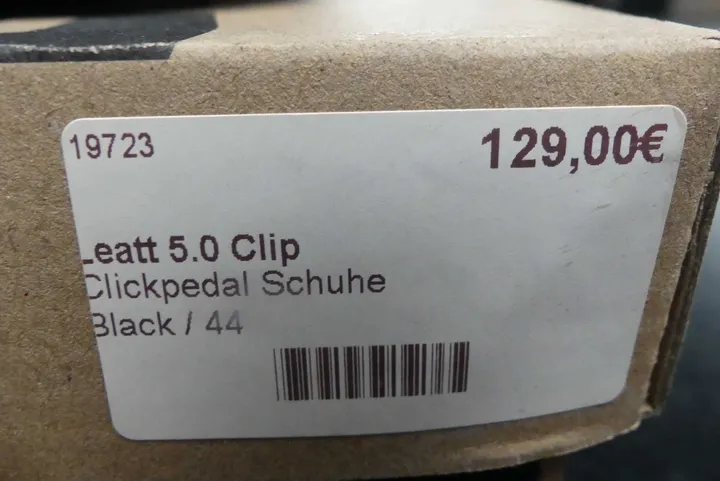 19723
129,00€
Leatt 5.0 Clip
Clickpedal Schuhe
Black / 44